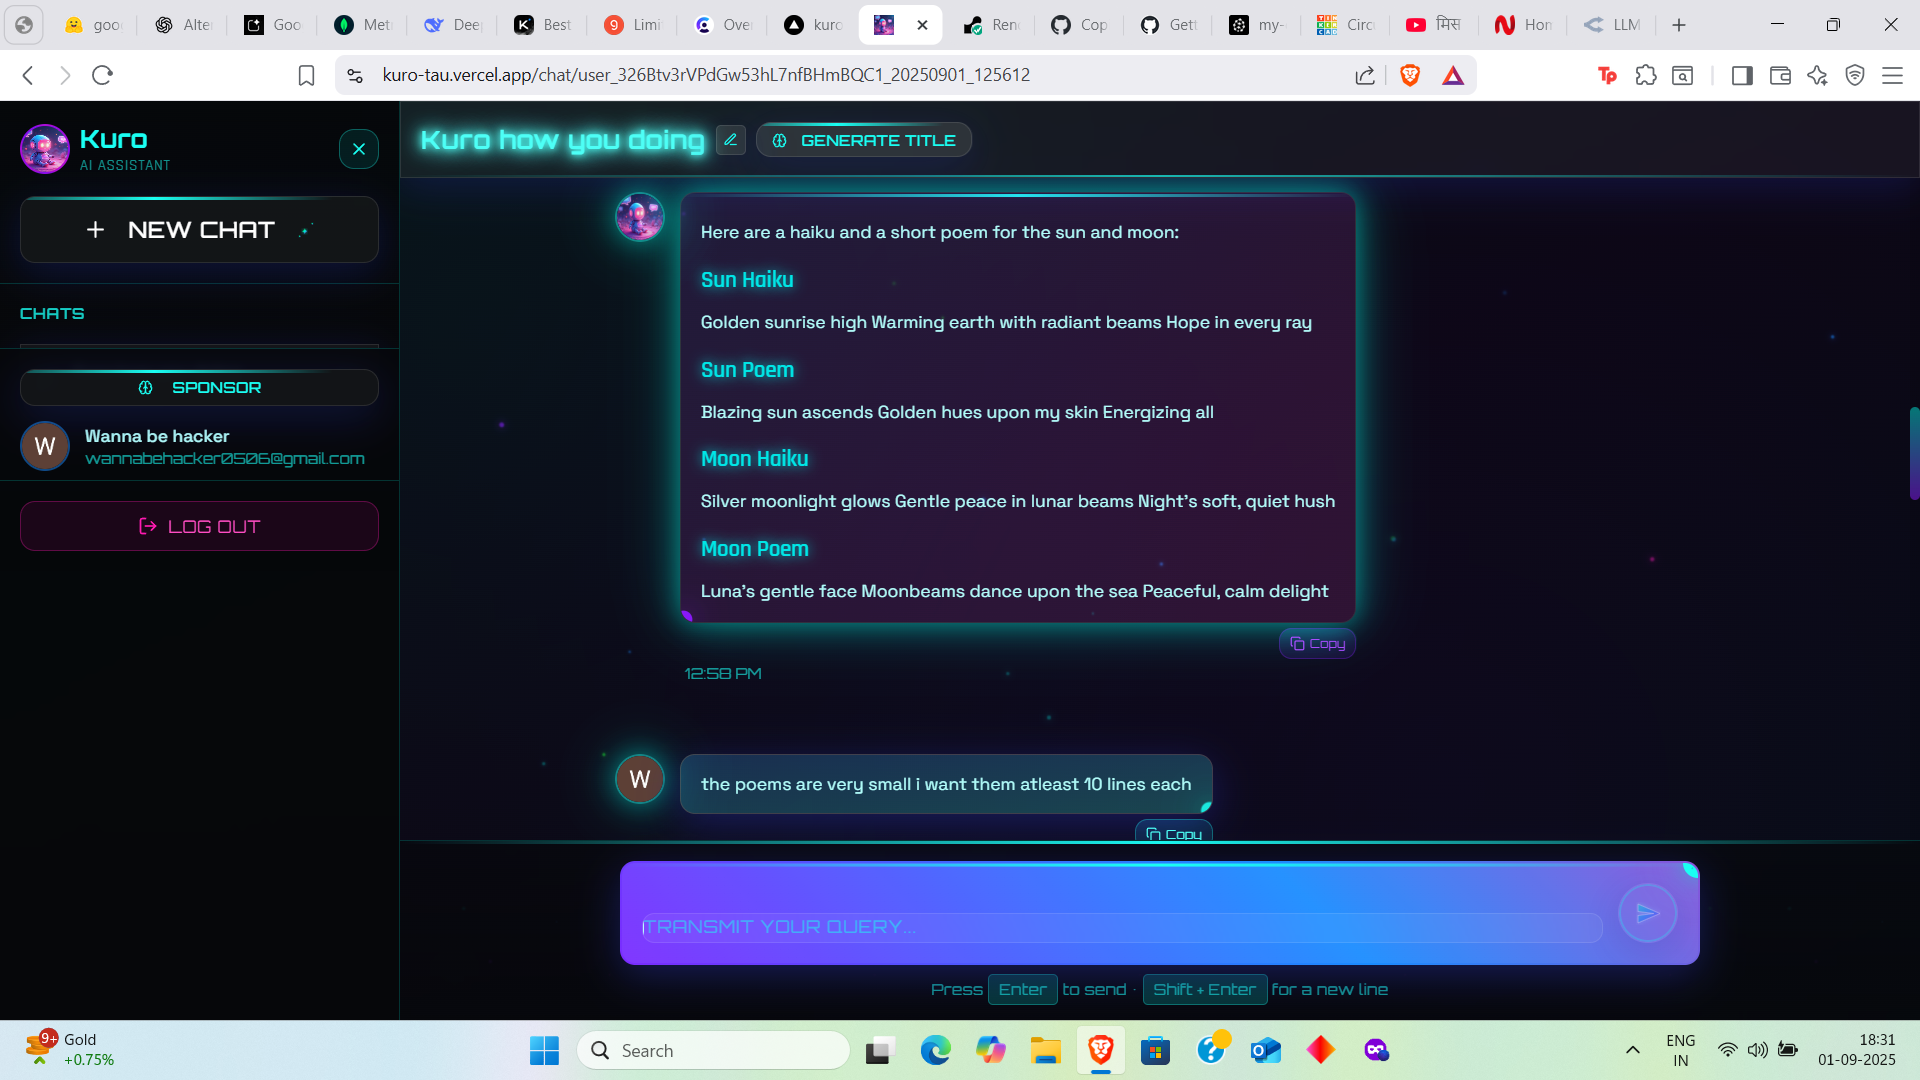 goo
Alte
Goo
Met
Dee
Best
Limi
Over
kuro
Ren
Cop
Gett
my-
Circ
मिस
Hon
LLM
kuro-tau.vercel.app/chat/user_326Btv3rVPdGw53hL7nfBHmBQC1_20250901_125612
Tp
Kuro
AI ASSISTANT
NEW CHAT
CHATS
SPONSOR
W
Wanna be hacker
wannabehacker0506@gmail.com
LOG OUT
Kuro how you doing
GENERATE TITLE
Here are a haiku and a short poem for the sun and moon:
Sun Haiku
Golden sunrise high Warming earth with radiant beams Hope in every ray
Sun Poem
Blazing sun ascends Golden hues upon my skin Energizing all
Moon Haiku
Silver moonlight glows Gentle peace in lunar beams Night's soft, quiet hush
Moon Poem
Luna's gentle face Moonbeams dance upon the sea Peaceful, calm delight
Copy
12:58 PM
W
the poems are very small i want them atleast 10 lines each
Copy
TRANSMIT YOUR QUERY...
Press Enter to send · Shift + Enter for a new line
9+
Gold
+0.75%
Search
ENG
IN
18:31
01-09-2025